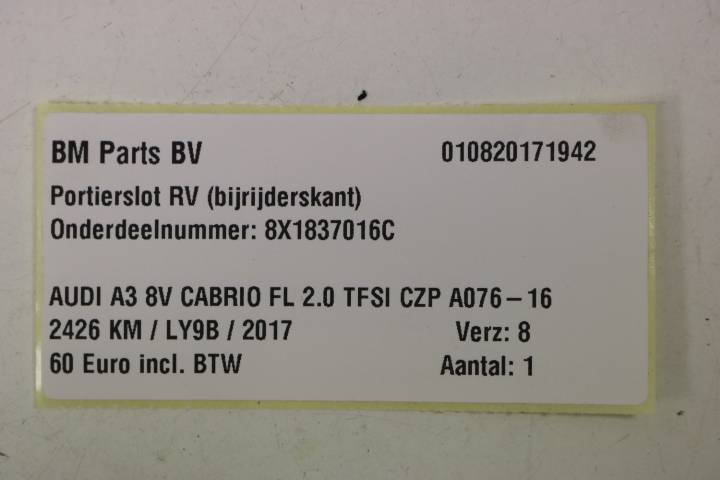 BM Parts BV 010820171942
Portierslot RV (bijrijderskant)
Onderdeelnummer: 8X1837016C
AUDI A3 8V CABRIO FL 2.0 TFSI CZP A076-16
2426 KM / LY9B / 2017 Verz: 8
60 Euro incl. BTW Aantal: 1